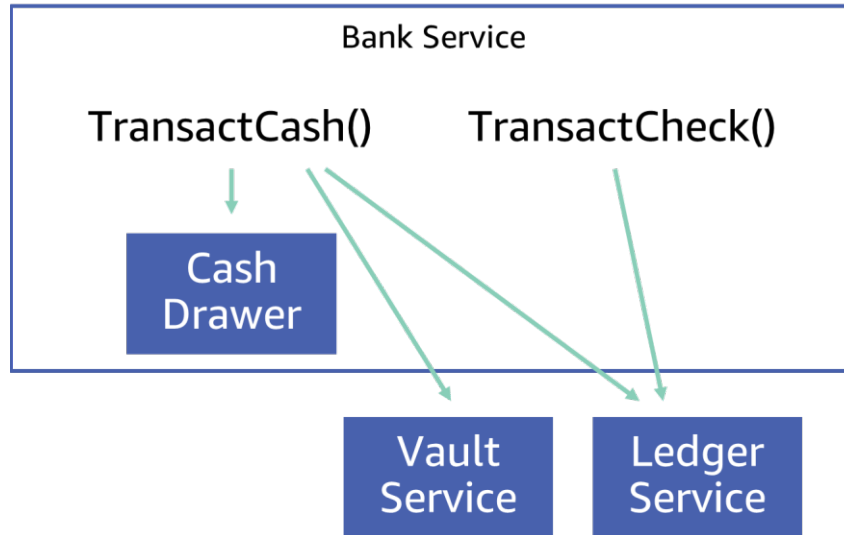 Bank Service
TransactCash()
TransactCheck()
Cash
Drawer
Vault
Service
Ledger
Service